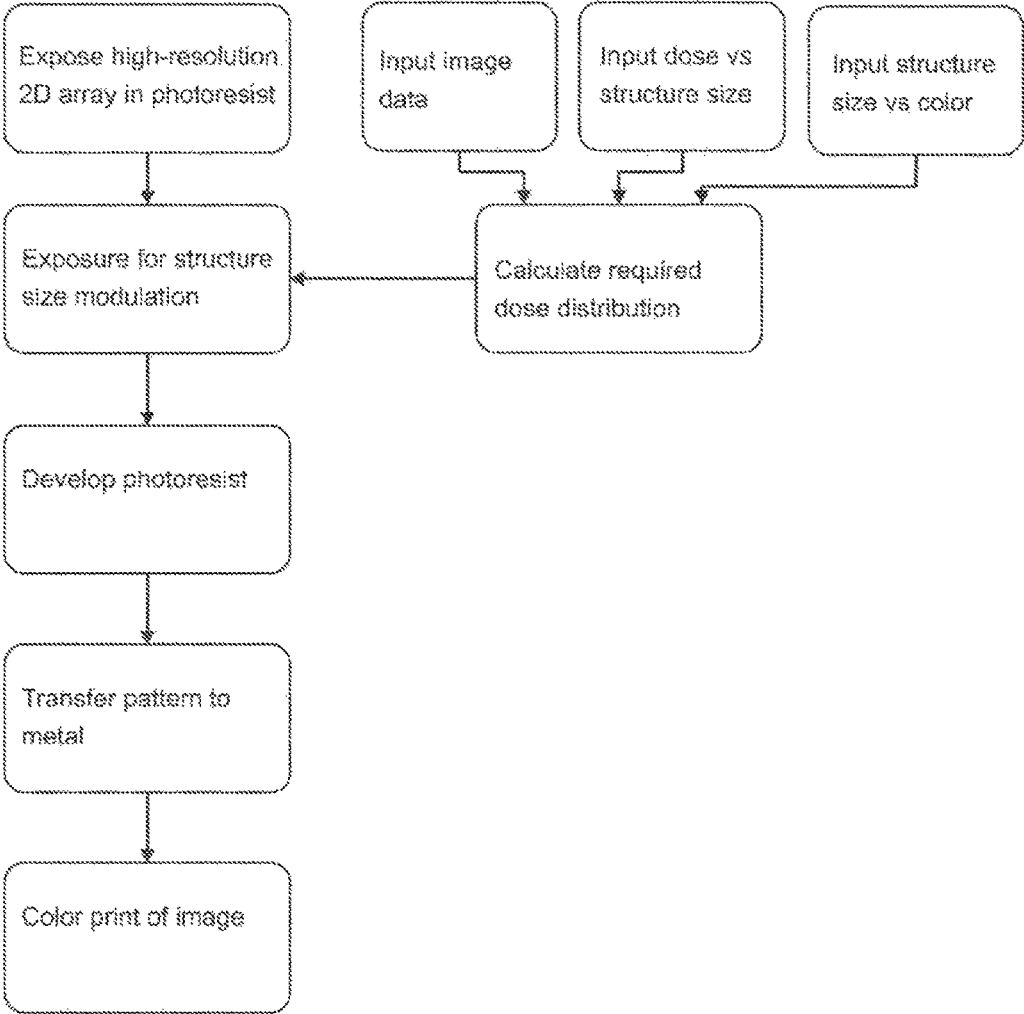 Expose high-resolution
2D array in photoresist
Input image
data
Input dose vs
structure size
Input structure
size vs color
Exposure for structure
size modulation
Calculate required
dose distribution
Develop photoresist
Transfer pattern to
metal
Color print of image